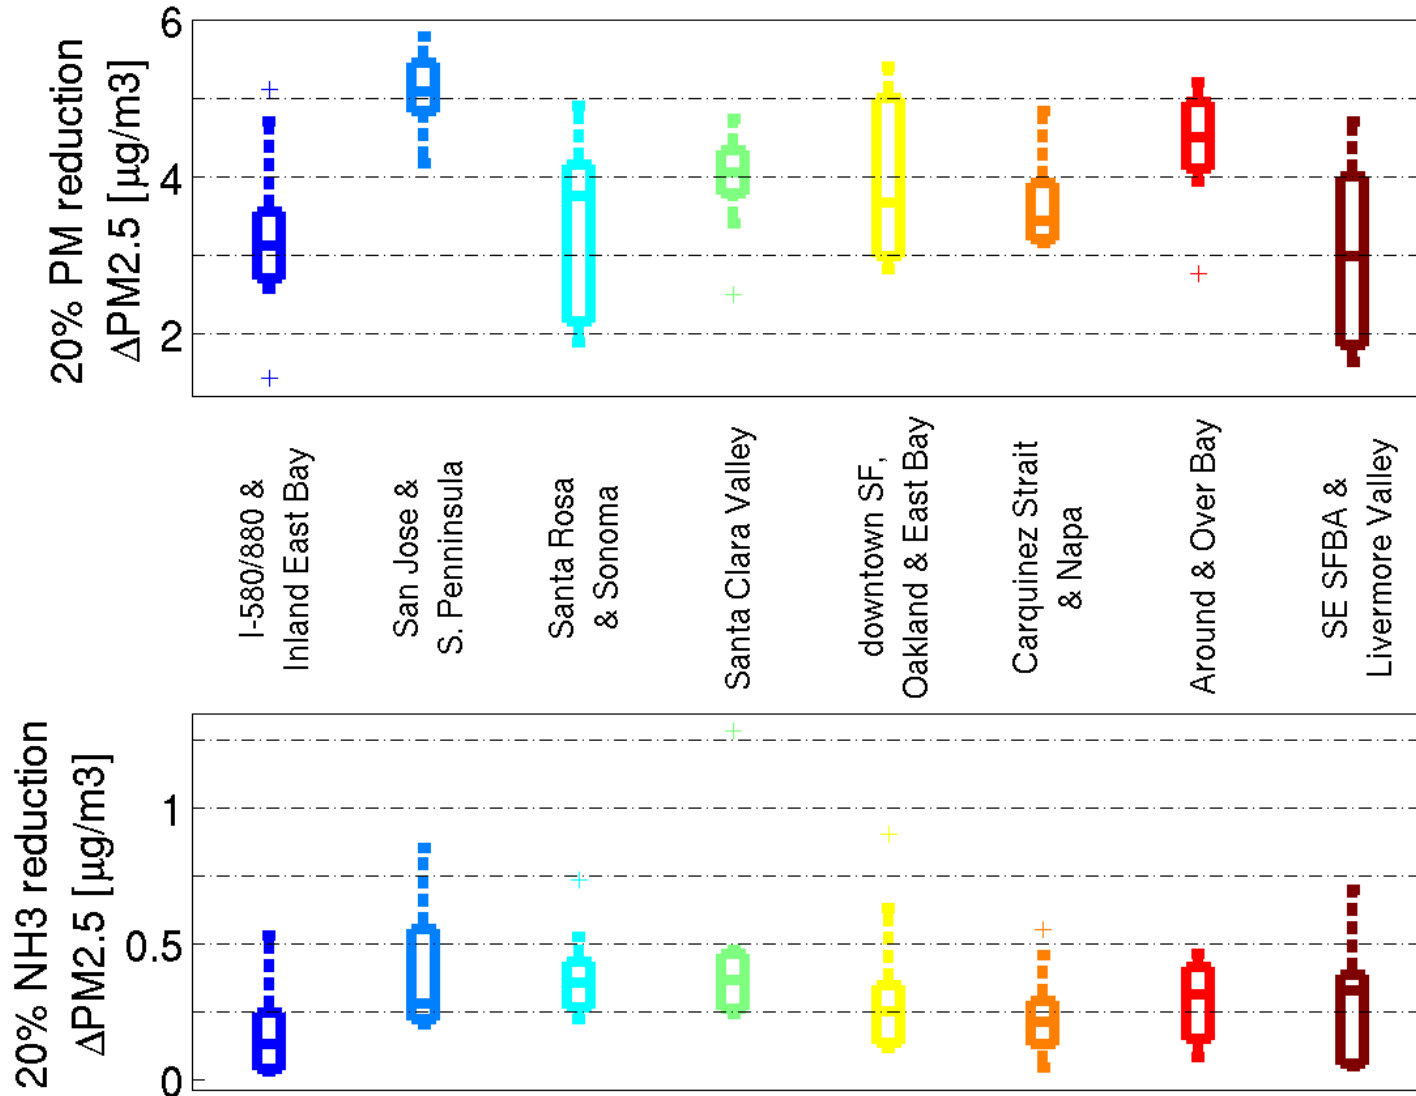 20% PM reduction
ΔPM2.5 [µg/m3]
6
4
2
I-580/880 &
Inland East Bay
San Jose &
S. Penninsula
Santa Rosa
& Sonoma
Santa Clara Valley
downtown SF,
Oakland & East Bay
Carquinez Strait
& Napa
Around & Over Bay
SE SFBA &
Livermore Valley
20% NH3 reduction
ΔPM2.5 [µg/m3]
1
0.5
0